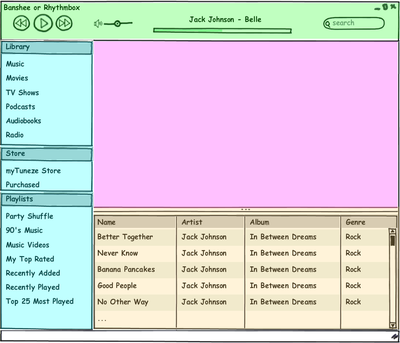 Banshee or Rhythmbox
Jack Johnson - Belle
search
Library
Music
Movies
TV Shows
Podcasts
Audiobooks
Radio
Store
myTuneze Store
Purchased
Playlists
Party Shuffle
90's Music
Music Videos
My Top Rated
Recently Added
Recently Played
Top 25 Most Played
Name Artist Album Genre
Better Together Jack Johnson In Between Dreams Rock
Never Know Jack Johnson In Between Dreams Rock
Banana Pancakes Jack Johnson In Between Dreams Rock
Good People Jack Johnson In Between Dreams Rock
No Other Way Jack Johnson In Between Dreams Rock
...